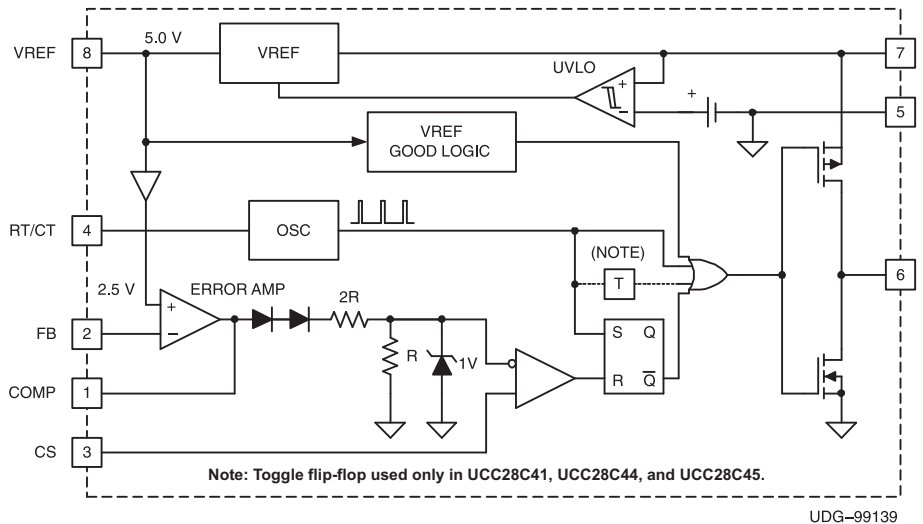 5.0 V
VREF 8 VREF 7
UVLO
+
−
+
5
VREF
GOOD LOGIC
RT/CT 4 OSC
(NOTE)
T
6
2.5 V
ERROR AMP
+
−
2R
FB 2
R
1V
S Q
R Q̅
COMP 1
CS 3
Note: Toggle flip-flop used only in UCC28C41, UCC28C44, and UCC28C45.
UDG–99139